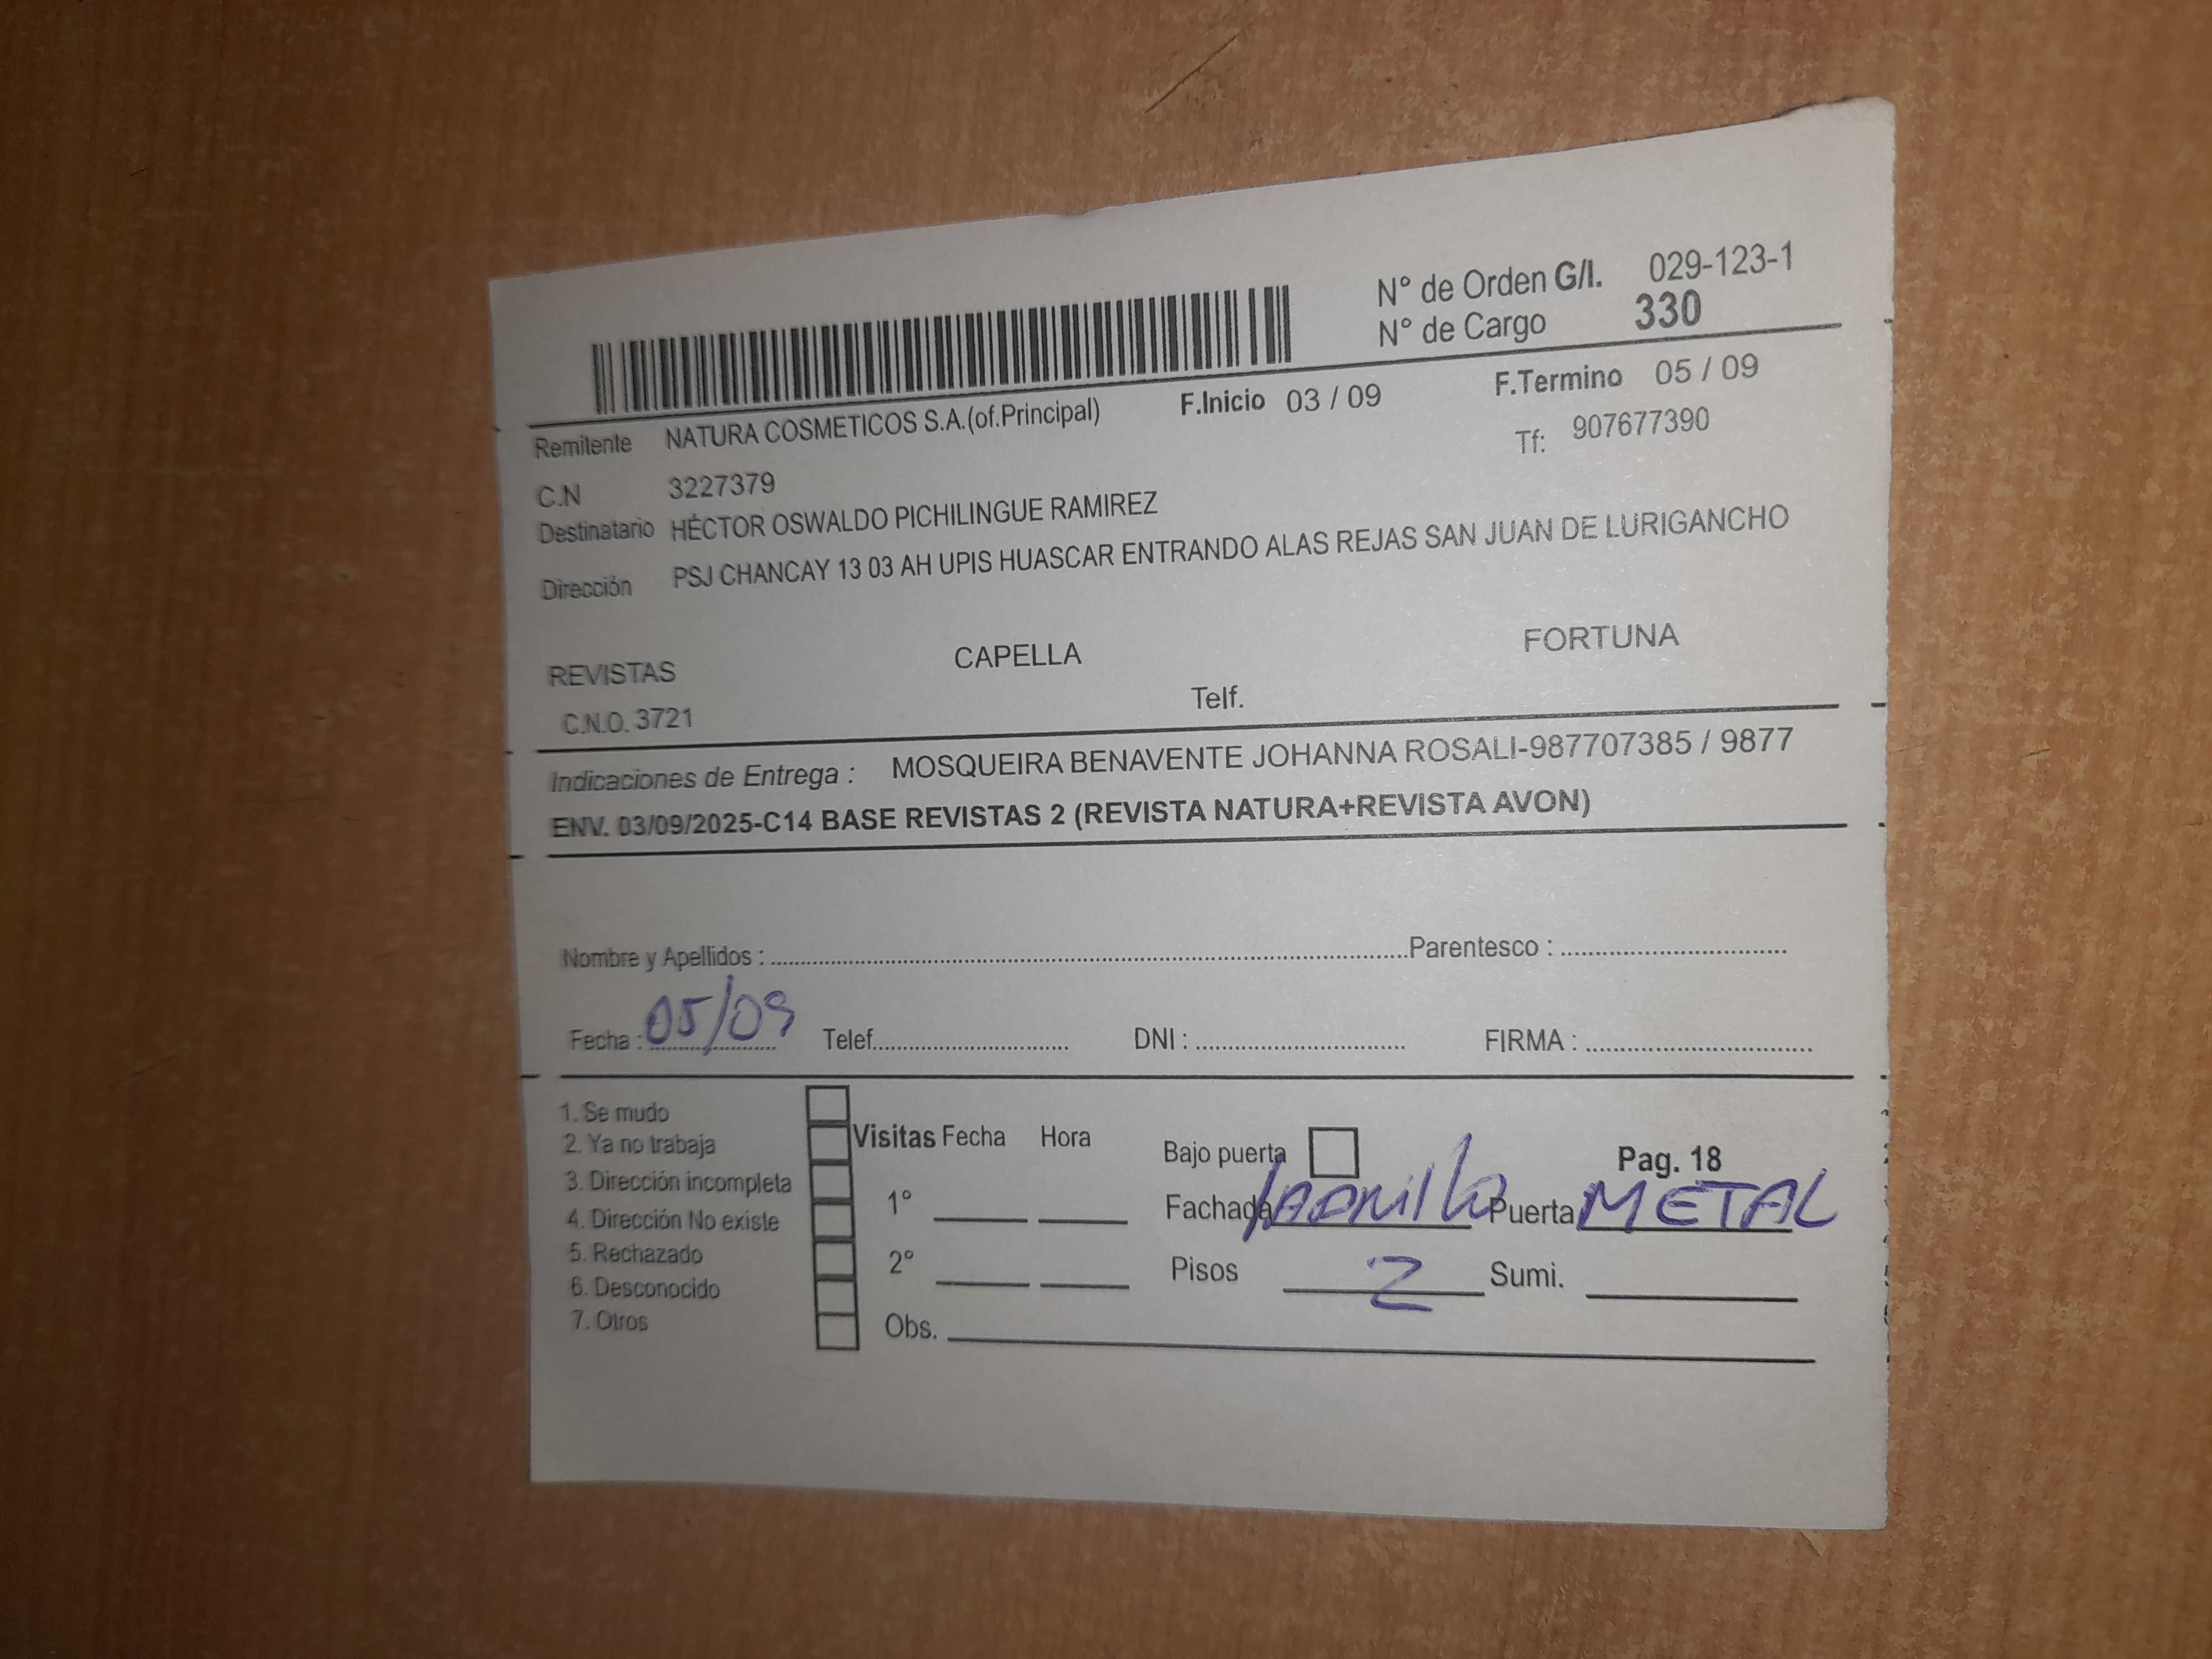 N° de Orden G/I. 029-123-1
N° de Cargo 330
F.Inicio 03 / 09 F.Termino 05 / 09
Remitente NATURA COSMETICOS S.A.(of.Principal) Tf: 907677390
C.N 3227379
Destinatario HÉCTOR OSWALDO PICHILINGUE RAMIREZ
Dirección PSJ CHANCAY 13 03 AH UPIS HUASCAR ENTRANDO ALAS REJAS SAN JUAN DE LURIGANCHO
REVISTAS CAPELLA FORTUNA
C.N.O. 3721 Telf.
Indicaciones de Entrega : MOSQUEIRA BENAVENTE JOHANNA ROSALI-987707385 / 9877
ENV. 03/09/2025-C14 BASE REVISTAS 2 (REVISTA NATURA+REVISTA AVON)
Nombre y Apellidos : Parentesco :
Fecha : 05/09 Telef. DNI : FIRMA :
1. Se mudo
2. Ya no trabaja Visitas Fecha Hora Bajo puerta Pag. 18
3. Dirección incompleta
4. Dirección No existe 1° Fachada LADRILLO Puerta METAL
5. Rechazado 2° Pisos 2 Sumi.
6. Desconocido
7. Otros Obs.